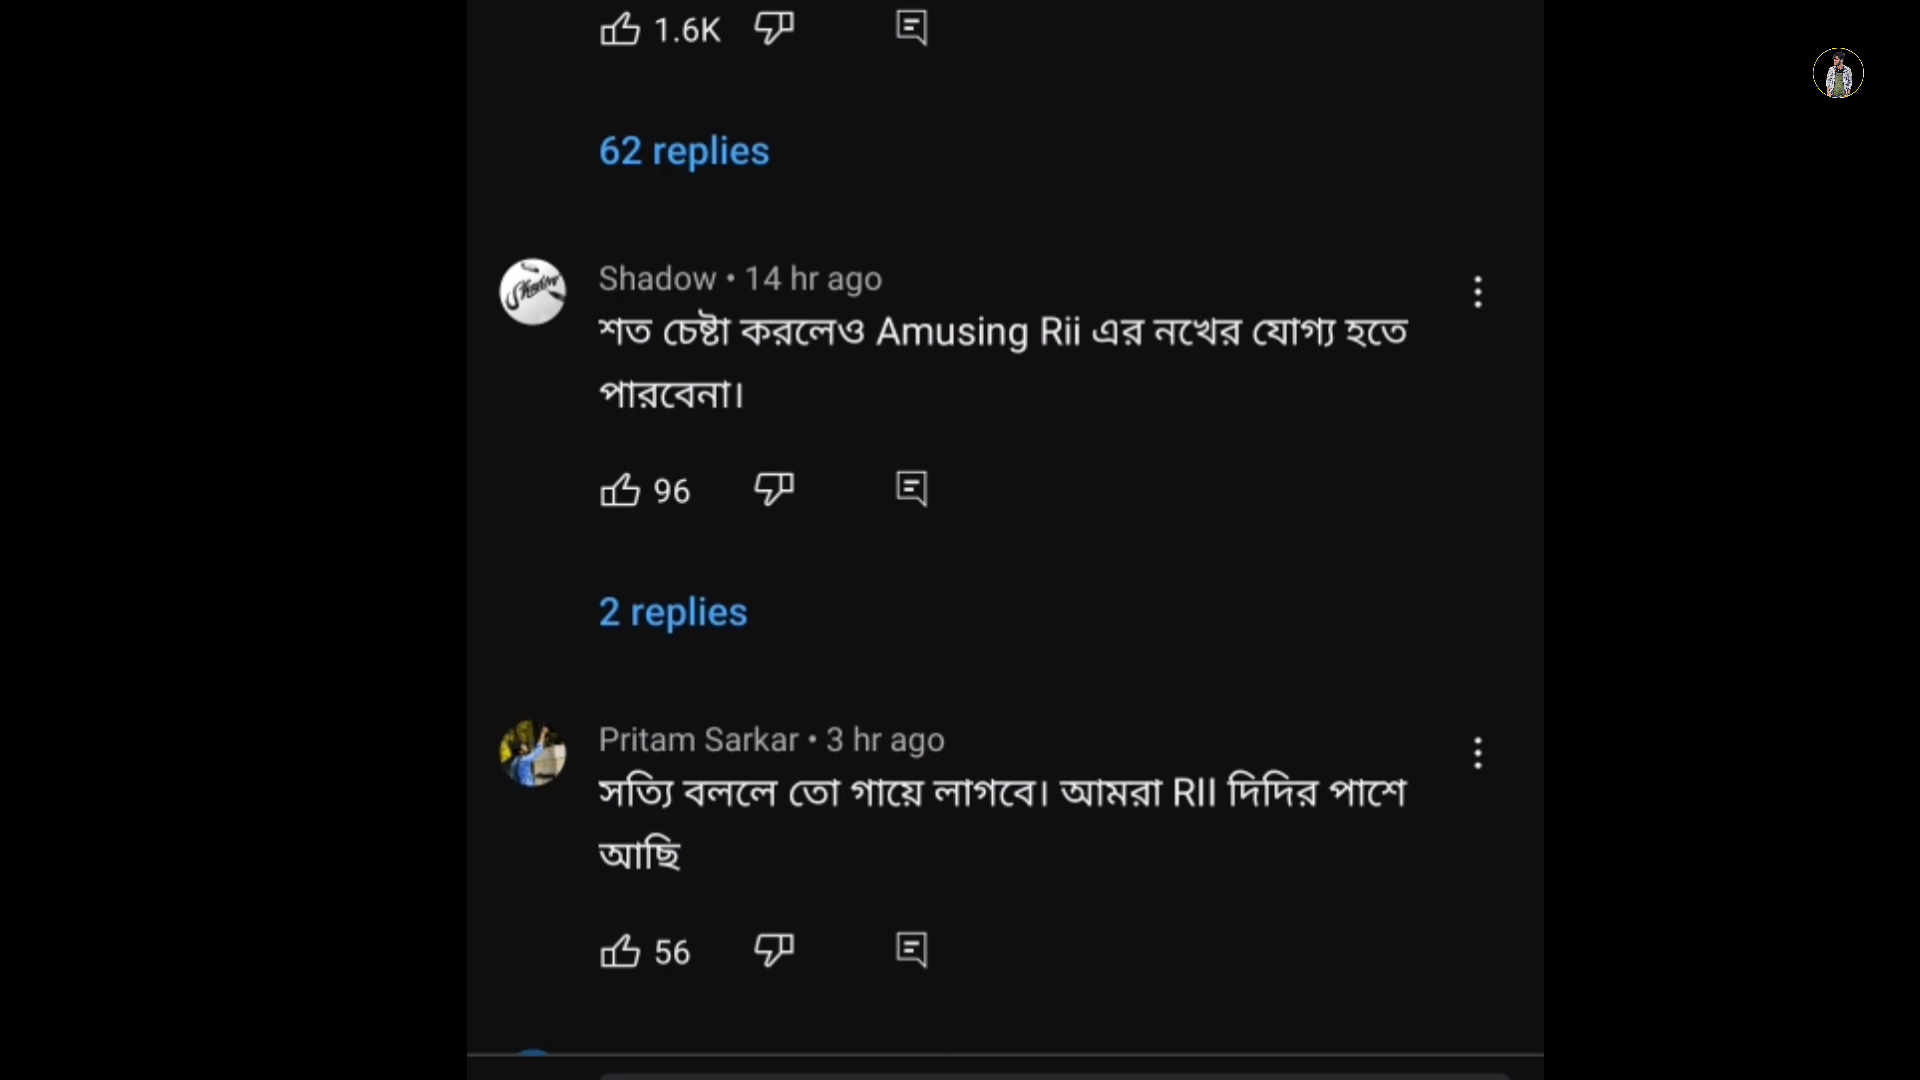 1.6K
62 replies
Shadow
Shadow • 14 hr ago
শত চেষ্টা করলেও Amusing Rii এর নখের যোগ্য হতে
পারবেনা।
96
2 replies
Pritam Sarkar • 3 hr ago
সত্যি বললে তো গায়ে লাগবে। আমরা RII দিদির পাশে
আছি
56